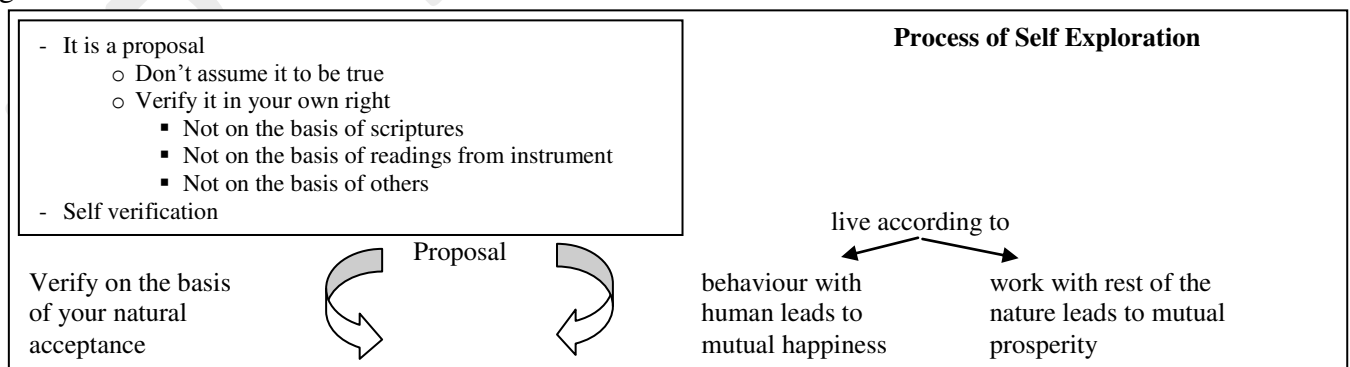 - It is a proposal
o Don't assume it to be true
o Verify it in your own right
▪ Not on the basis of scriptures
▪ Not on the basis of readings from instrument
▪ Not on the basis of others
- Self verification
Process of Self Exploration
Proposal
Verify on the basis
of your natural
acceptance
live according to
behaviour with
human leads to
mutual happiness
work with rest of the
nature leads to mutual
prosperity